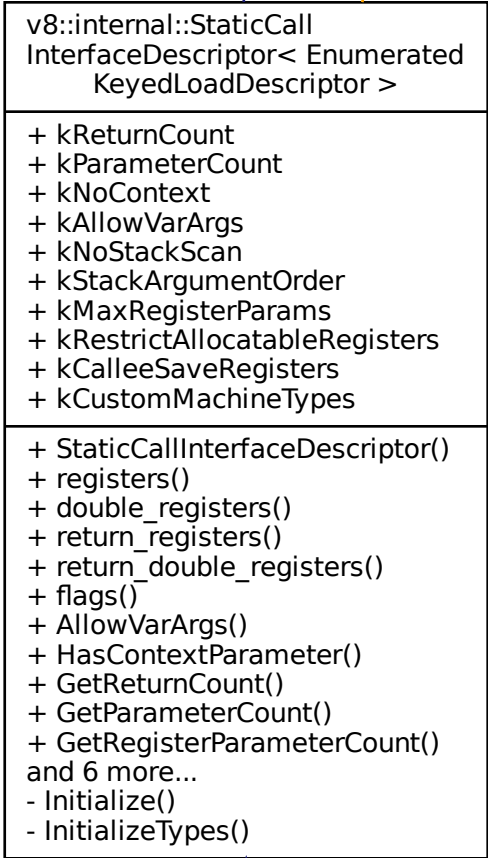 v8::internal::StaticCall
InterfaceDescriptor< Enumerated
KeyedLoadDescriptor >
+ kReturnCount
+ kParameterCount
+ kNoContext
+ kAllowVarArgs
+ kNoStackScan
+ kStackArgumentOrder
+ kMaxRegisterParams
+ kRestrictAllocatableRegisters
+ kCalleeSaveRegisters
+ kCustomMachineTypes
+ StaticCallInterfaceDescriptor()
+ registers()
+ double_registers()
+ return_registers()
+ return_double_registers()
+ flags()
+ AllowVarArgs()
+ HasContextParameter()
+ GetReturnCount()
+ GetParameterCount()
+ GetRegisterParameterCount()
and 6 more...
- Initialize()
- InitializeTypes()